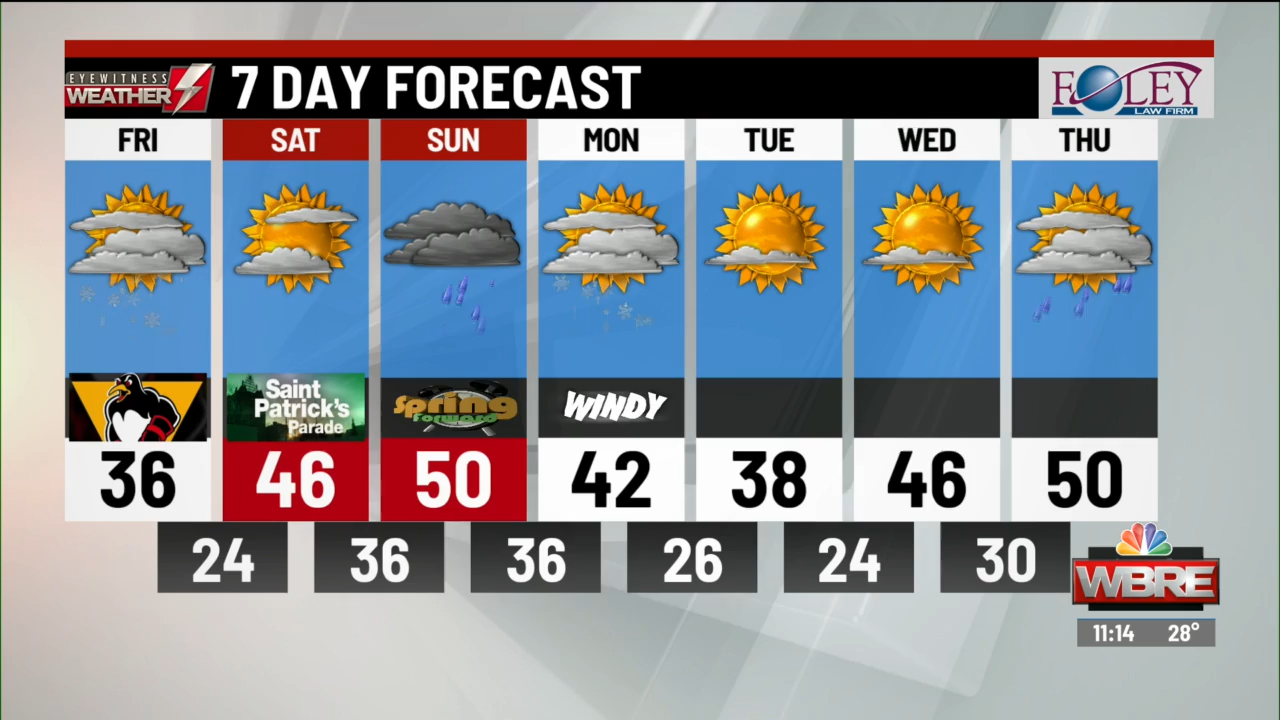 EYEWITNESS
WEATHER
7 DAY FORECAST
FOLEY
LAW FIRM
FRI
SAT
SUN
MON
TUE
WED
THU
Saint
Patrick's
Parade
Spring
Forward
WINDY
36
46
50
42
38
46
50
24
36
36
26
24
30
WBRE
11:14 28°